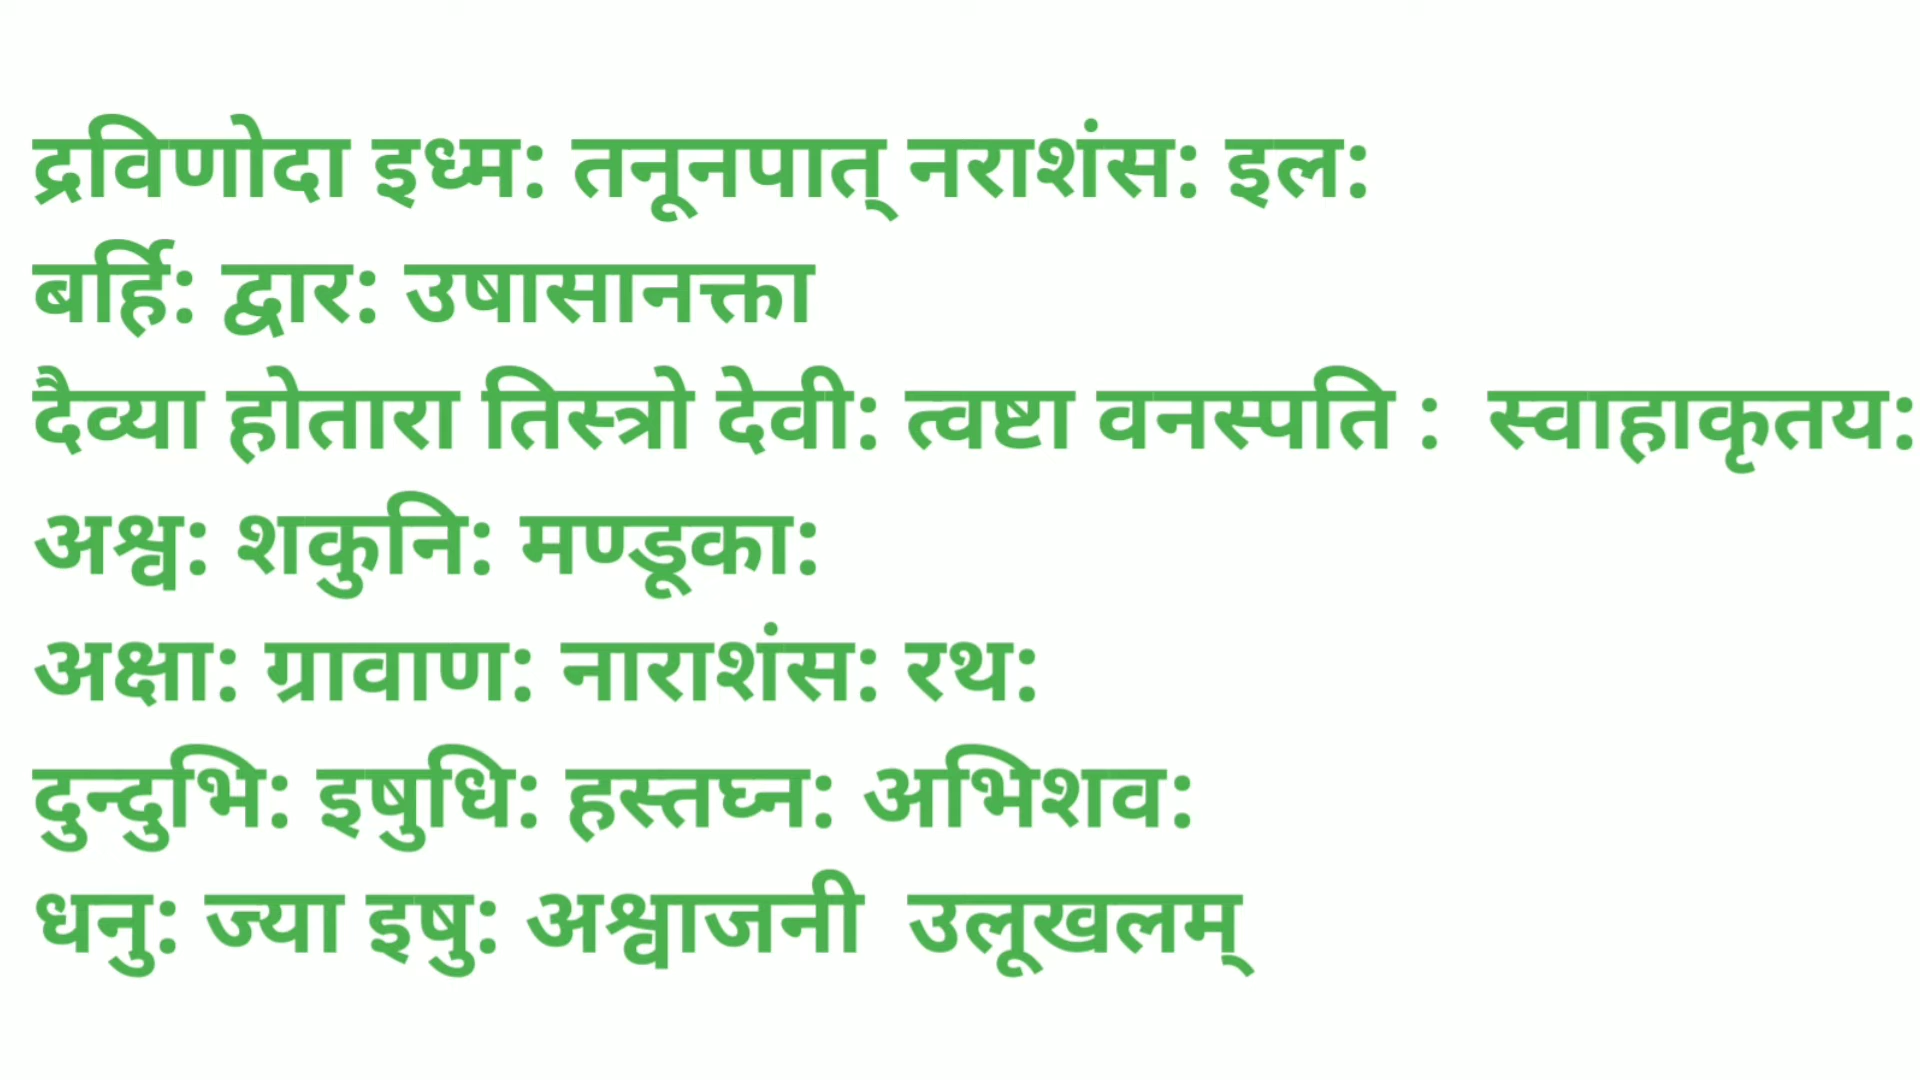 द्रविणोदा इध्म: तनूनपात् नराशंस: इल:
बर्हि: द्वार: उषासानक्ता
दैव्या होतारा तिस्त्रो देवी: त्वष्टा वनस्पति :  स्वाहाकृतय:
अश्व: शकुनि: मण्डूका:
अक्षा: ग्रावाण: नाराशंस: रथ:
दुन्दुभि: इषुधि: हस्तघ्न: अभिशव:
धनु: ज्या इषु: अश्वाजनी  उलूखलम्